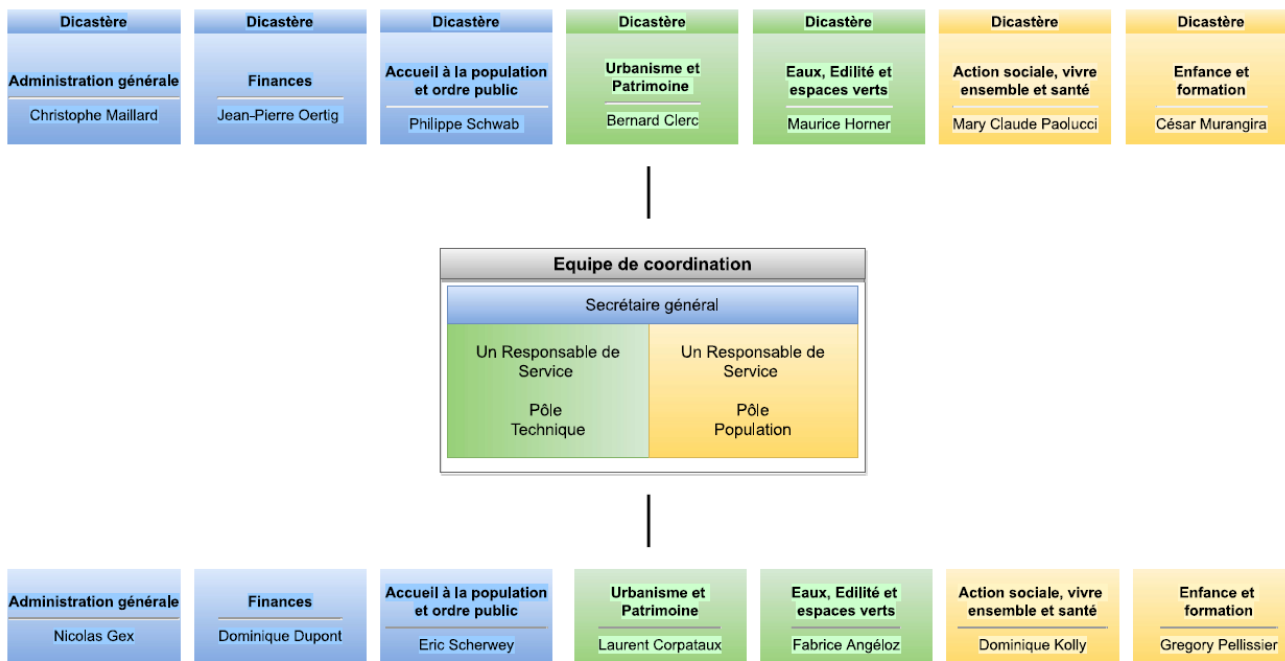 Dicastère
Administration générale
Christophe Maillard
Dicastère
Finances
Jean-Pierre Oertig
Dicastère
Accueil à la population
et ordre public
Philippe Schwab
Dicastère
Urbanisme et
Patrimoine
Bernard Clerc
Dicastère
Eaux, Edilité et
espaces verts
Maurice Horner
Dicastère
Action sociale, vivre
ensemble et santé
Mary Claude Paolucci
Dicastère
Enfance et
formation
César Murangira
Equipe de coordination
Secrétaire général
Un Responsable de
Service
Pôle
Technique
Un Responsable de
Service
Pôle
Population
Administration générale
Nicolas Gex
Finances
Dominique Dupont
Accueil à la population
et ordre public
Eric Scherwey
Urbanisme et
Patrimoine
Laurent Corpataux
Eaux, Edilité et
espaces verts
Fabrice Angéloz
Action sociale, vivre
ensemble et santé
Dominique Kolly
Enfance et
formation
Gregory Pellissier